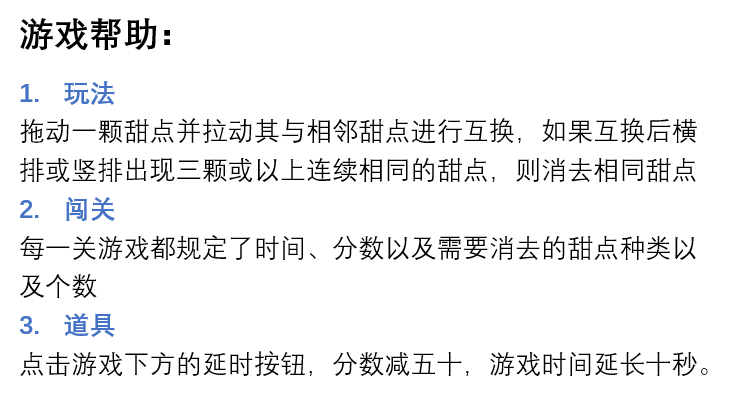 游戏帮助：
1. 玩法
拖动一颗甜点并拉动其与相邻甜点进行互换，如果互换后横
排或竖排出现三颗或以上连续相同的甜点，则消去相同甜点
2. 闯关
每一关游戏都规定了时间、分数以及需要消去的甜点种类以
及个数
3. 道具
点击游戏下方的延时按钮，分数减五十，游戏时间延长十秒。